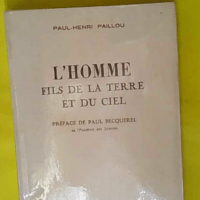 PAUL-HENRI PAILLOU
L'HOMME
FILS DE LA TERRE
ET DU CIEL
PRÉFACE DE PAUL BECQUEREL